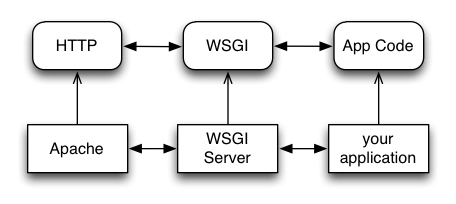 HTTP
WSGI
App Code
Apache
WSGI
Server
your
application